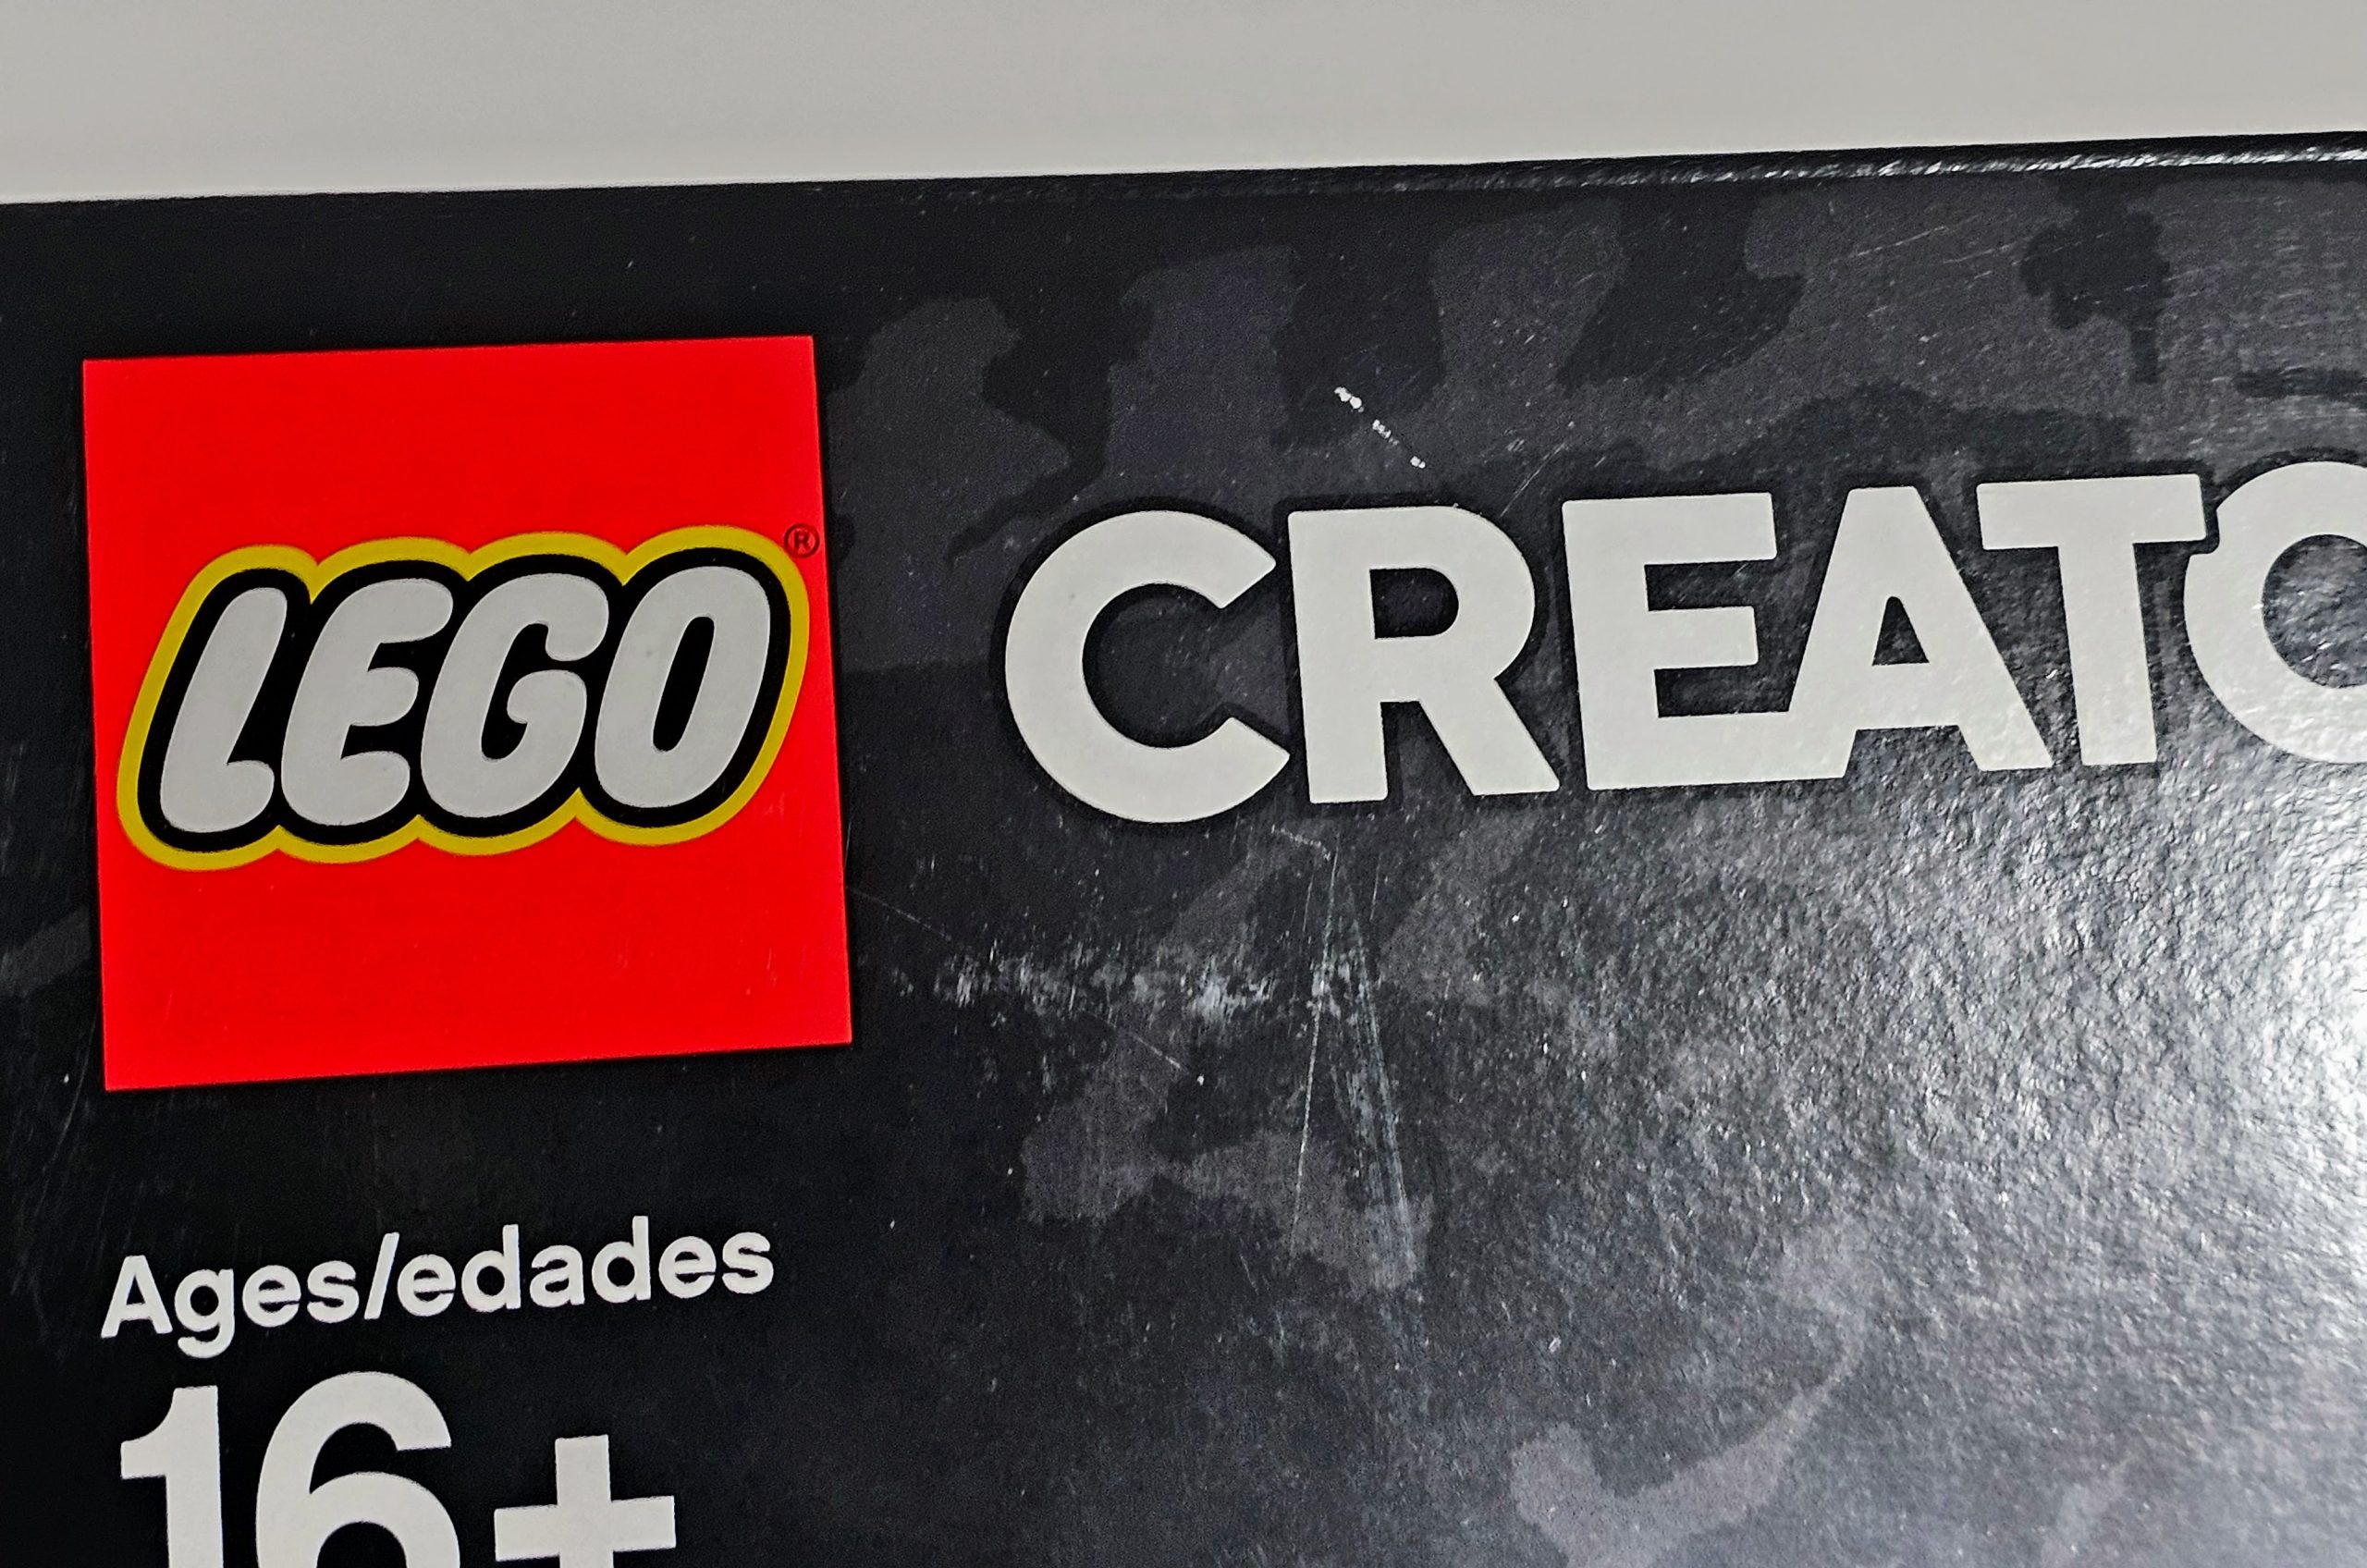 LEGO®
CREATO
Ages/edades
16+